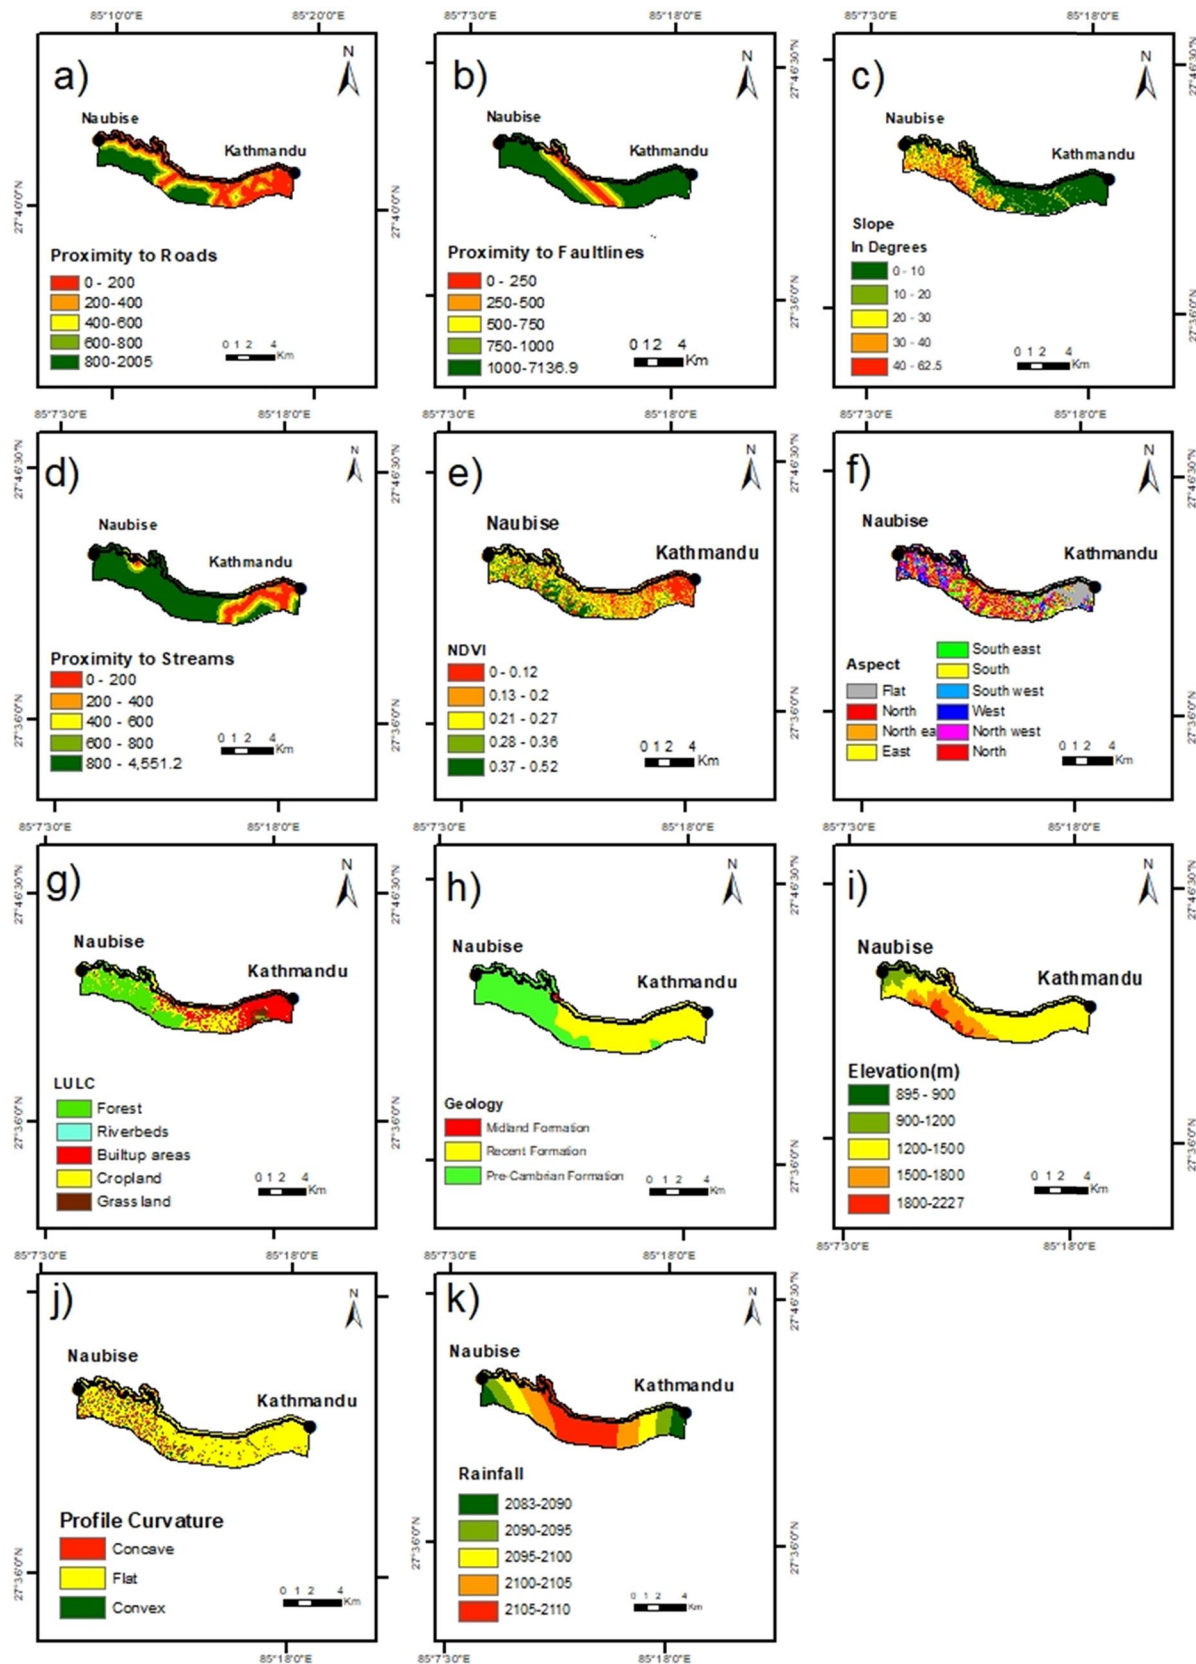 85°10'0"E 85°20'0"E
a)
N
Naubise
Kathmandu
27°40'0"N 27°40'0"N
Proximity to Roads
0 - 200
200-400
400-600
600-800
800-2005
0 1 2 4
Km
85°7'30"E 85°18'0"E
b)
N
27°46'30"N
Naubise
Kathmandu
Proximity to Faultlines
0 - 250
250-500
500-750
750-1000
1000-7136.9
0 1 2 4
Km
27°36'0"N
85°7'30"E 85°18'0"E
c)
N
27°46'30"N
Naubise
Kathmandu
Slope
In Degrees
0 - 10
10 - 20
20 - 30
30 - 40
40 - 62.5
0 1 2 4
Km
27°36'0"N
85°7'30"E 85°18'0"E
d)
N
27°46'30"N 27°46'30"N
Naubise
Kathmandu
Proximity to Streams
0 - 200
200 - 400
400 - 600
600 - 800
800 - 4,551.2
0 1 2 4
Km
27°36'0"N 27°36'0"N
e)
N
27°46'30"N
Naubise
Kathmandu
NDVI
0 - 0.12
0.13 - 0.2
0.21 - 0.27
0.28 - 0.36
0.37 - 0.52
0 1 2 4
Km
27°36'0"N
85°7'30"E 85°18'0"E
f)
N
27°46'30"N
Naubise
Kathmandu
Aspect
Flat
North
North ea
East
South east
South
South west
West
North west
North
0 1 2 4
Km
27°36'0"N
85°7'30"E 85°18'0"E
g)
N
27°46'30"N 27°46'30"N
Naubise
Kathmandu
LULC
Forest
Riverbeds
Builtup areas
Cropland
Grass land
0 1 2 4
Km
27°36'0"N 27°36'0"N
85°7'30"E 85°18'0"E
h)
N
27°46'30"N
Naubise
Kathmandu
Geology
Midland Formation
Recent Formation
Pre-Cambrian Formation
0 1 2 4
Km
27°36'0"N
85°7'30"E 85°18'0"E
i)
N
27°46'30"N
Naubise
Kathmandu
Elevation(m)
895 - 900
900-1200
1200-1500
1500-1800
1800-2227
0 1 2 4
Km
27°36'0"N
85°7'30"E 85°18'0"E
85°7'30"E 85°18'0"E
j)
N
Naubise
Kathmandu
Profile Curvature
Concave
Flat
Convex
0 1 2 4
Km
27°36'0"N
85°18'0"E
85°7'30"E 85°18'0"E
k)
N
27°46'30"N
Naubise
Kathmandu
Rainfall
2083-2090
2090-2095
2095-2100
2100-2105
2105-2110
0 1 2 4
Km
27°36'0"N
85°7'30"E 85°18'0"E